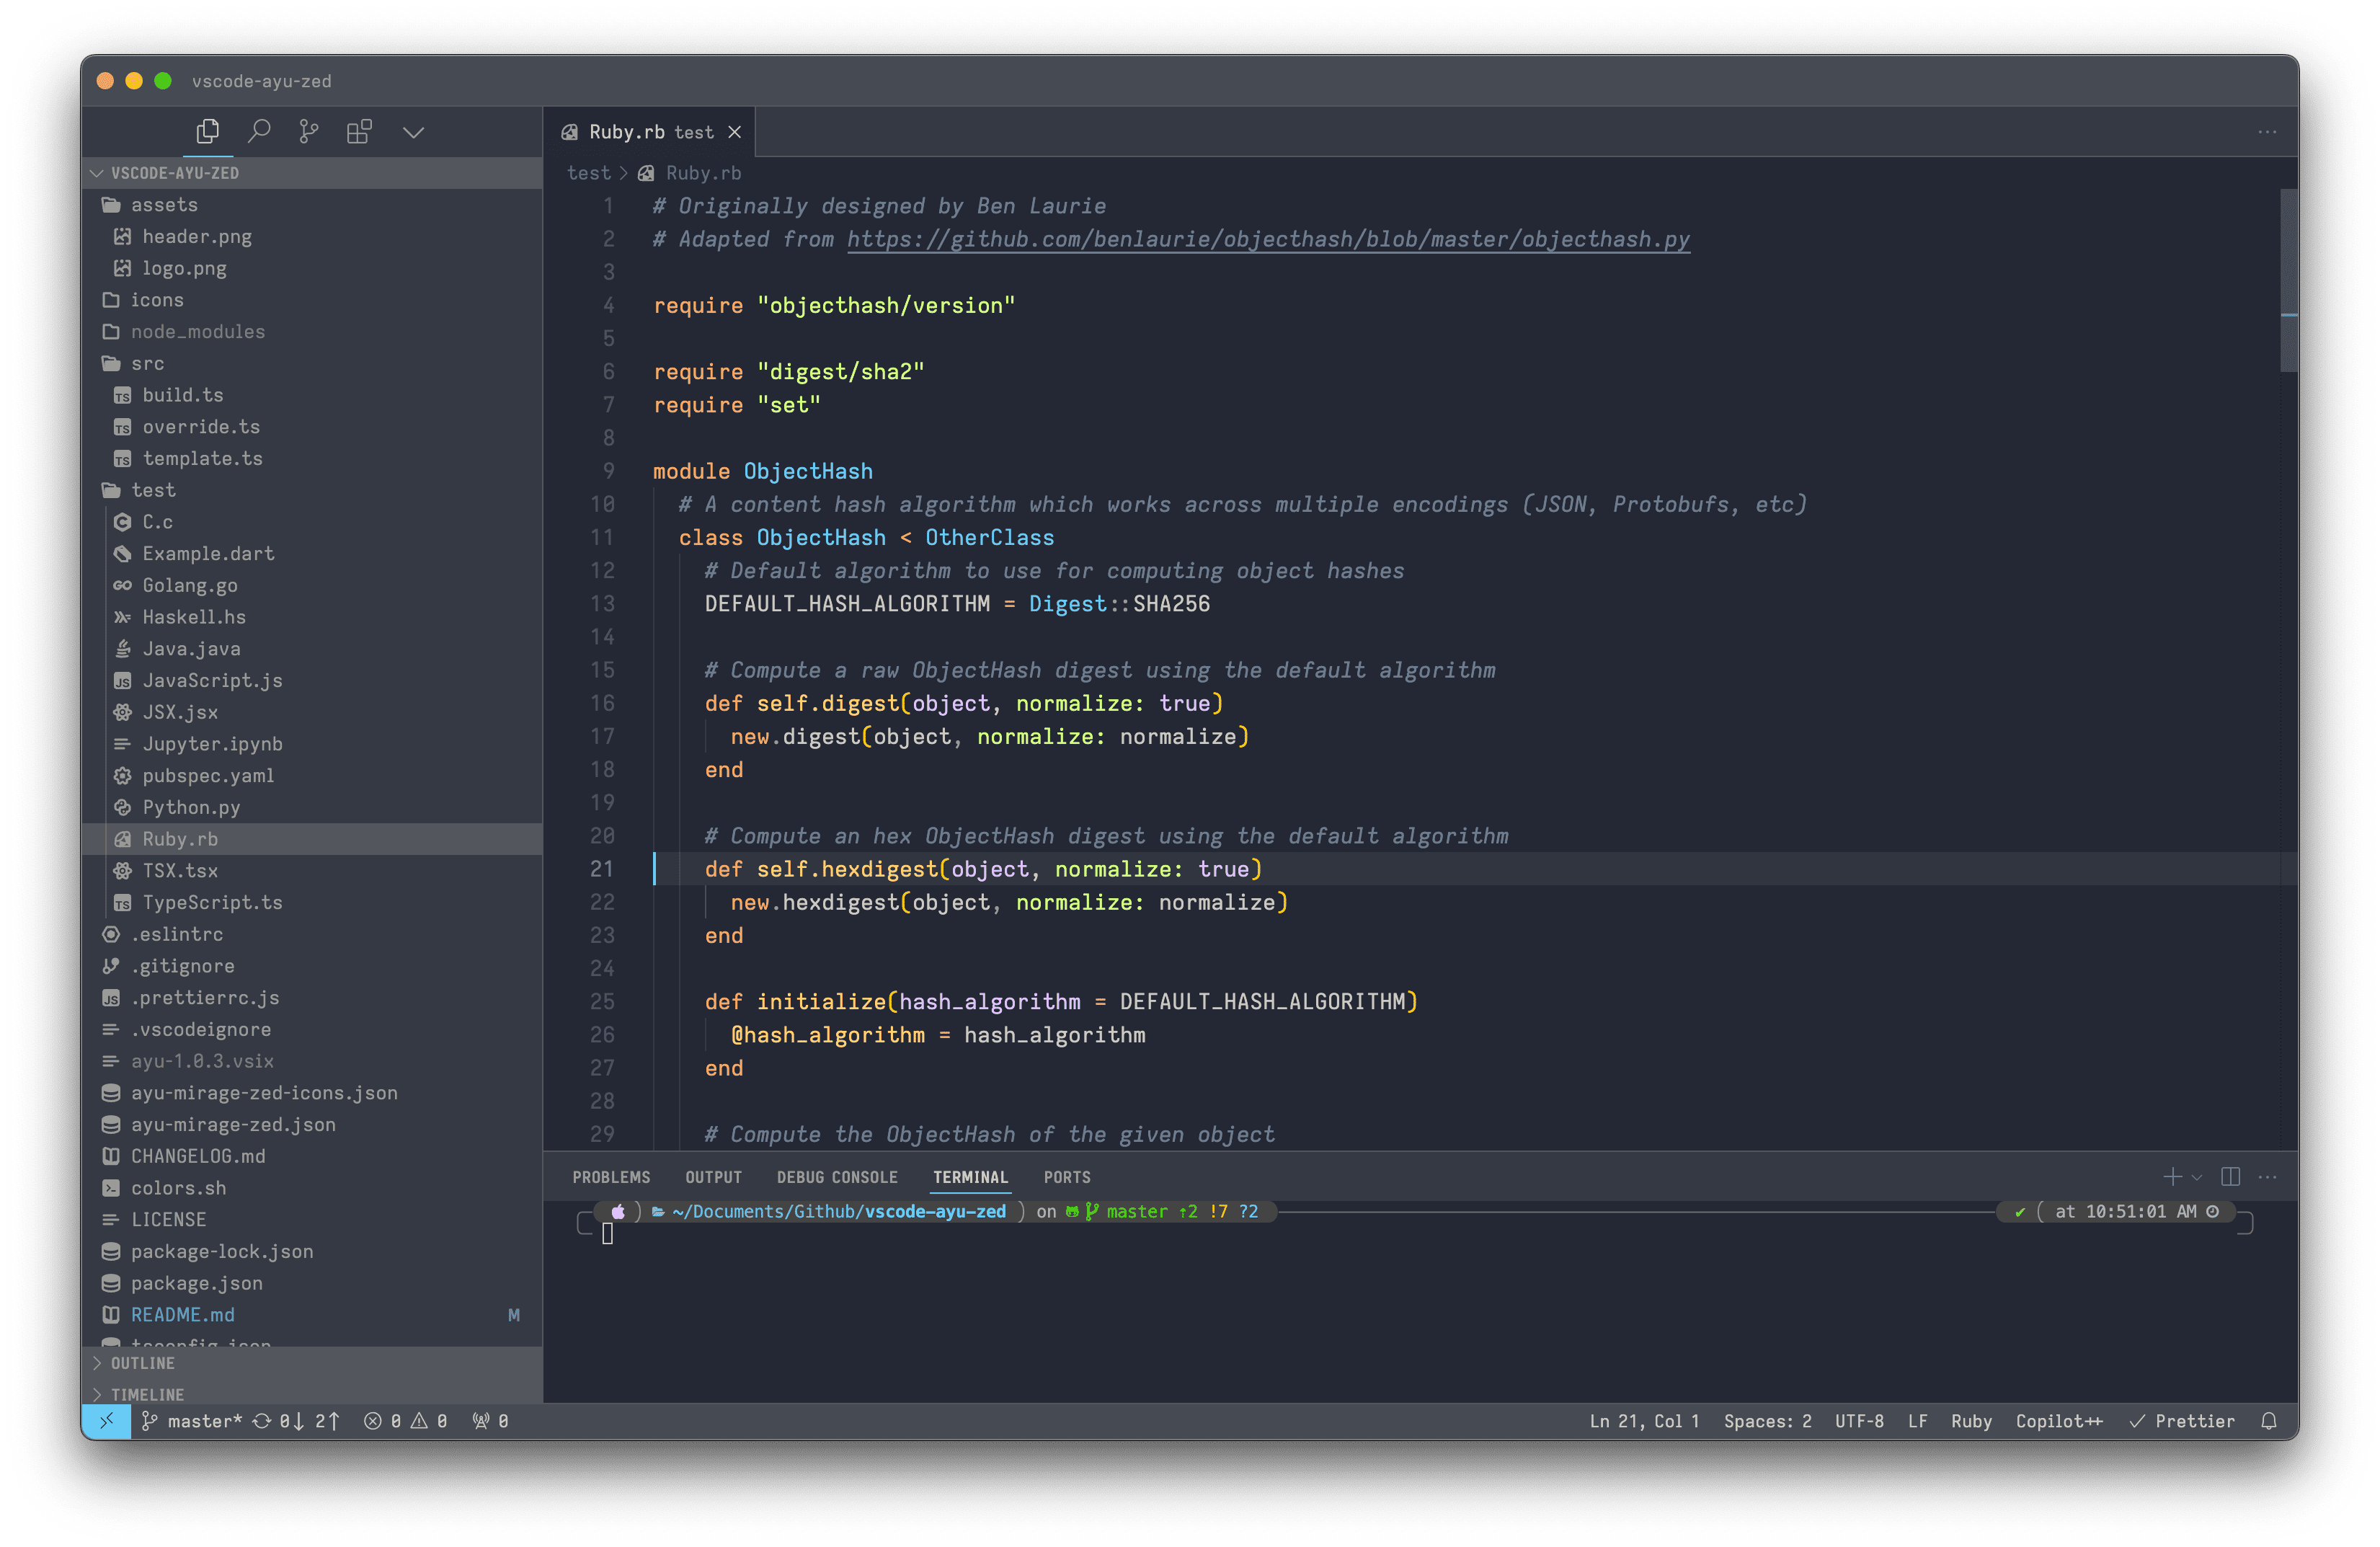 vscode-ayu-zed
VSCODE-AYU-ZED
assets
header.png
logo.png
icons
node_modules
src
build.ts
override.ts
template.ts
test
C.c
Example.dart
Golang.go
Haskell.hs
Java.java
JavaScript.js
JSX.jsx
Jupyter.ipynb
pubspec.yaml
Python.py
Ruby.rb
TSX.tsx
TypeScript.ts
.eslintrc
.gitignore
.prettierrc.js
.vscodeignore
ayu-1.0.3.vsix
ayu-mirage-zed-icons.json
ayu-mirage-zed.json
CHANGELOG.md
colors.sh
LICENSE
package-lock.json
package.json
README.md M
tsconfig.json
OUTLINE
TIMELINE
Ruby.rb test
test > Ruby.rb
1 # Originally designed by Ben Laurie
2 # Adapted from https://github.com/benlaurie/objecthash/blob/master/objecthash.py
3
4 require "objecthash/version"
5
6 require "digest/sha2"
7 require "set"
8
9 module ObjectHash
10 # A content hash algorithm which works across multiple encodings (JSON, Protobufs, etc)
11 class ObjectHash < OtherClass
12 # Default algorithm to use for computing object hashes
13 DEFAULT_HASH_ALGORITHM = Digest::SHA256
14
15 # Compute a raw ObjectHash digest using the default algorithm
16 def self.digest(object, normalize: true)
17 new.digest(object, normalize: normalize)
18 end
19
20 # Compute an hex ObjectHash digest using the default algorithm
21 def self.hexdigest(object, normalize: true)
22 new.hexdigest(object, normalize: normalize)
23 end
24
25 def initialize(hash_algorithm = DEFAULT_HASH_ALGORITHM)
26 @hash_algorithm = hash_algorithm
27 end
28
29 # Compute the ObjectHash of the given object
PROBLEMS OUTPUT DEBUG CONSOLE TERMINAL PORTS
~/Documents/Github/vscode-ayu-zed ) on master ↑2 !7 ?2 ✔ ( at 10:51:01 AM
master* 0↓ 2↑ 0 0 0 Ln 21, Col 1 Spaces: 2 UTF-8 LF Ruby Copilot++ ✓ Prettier